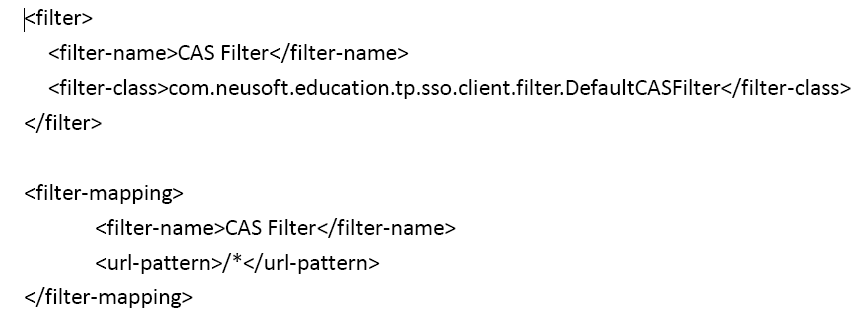 <filter>
<filter-name>CAS Filter</filter-name>
<filter-class>com.neusoft.education.tp.sso.client.filter.DefaultCASFilter</filter-class>
</filter>
<filter-mapping>
<filter-name>CAS Filter</filter-name>
<url-pattern>/*</url-pattern>
</filter-mapping>